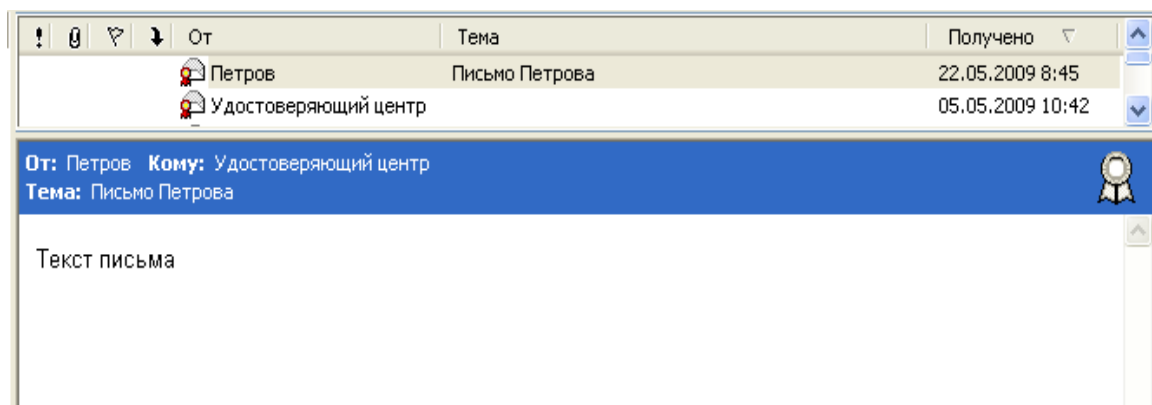 ! От Тема Получено
Петров Письмо Петрова 22.05.2009 8:45
Удостоверяющий центр 05.05.2009 10:42
От: Петров Кому: Удостоверяющий центр
Тема: Письмо Петрова
Текст письма